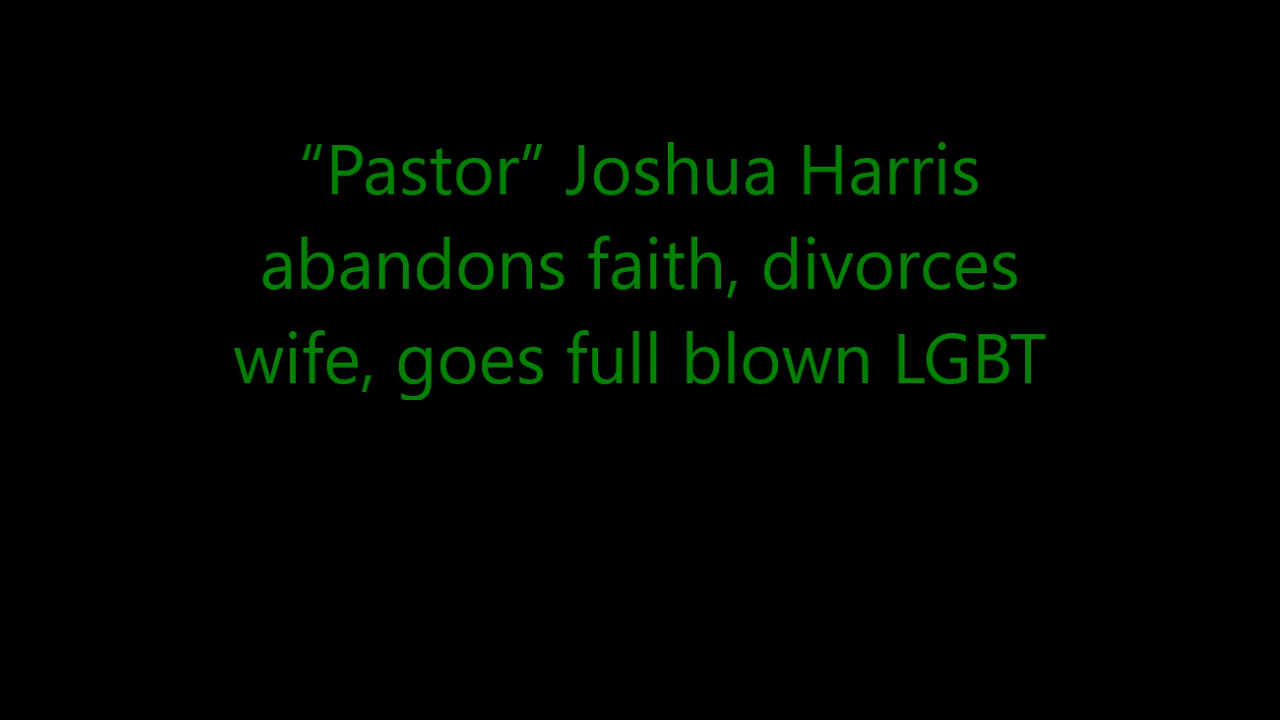 “Pastor” Joshua Harris
abandons faith, divorces
wife, goes full blown LGBT